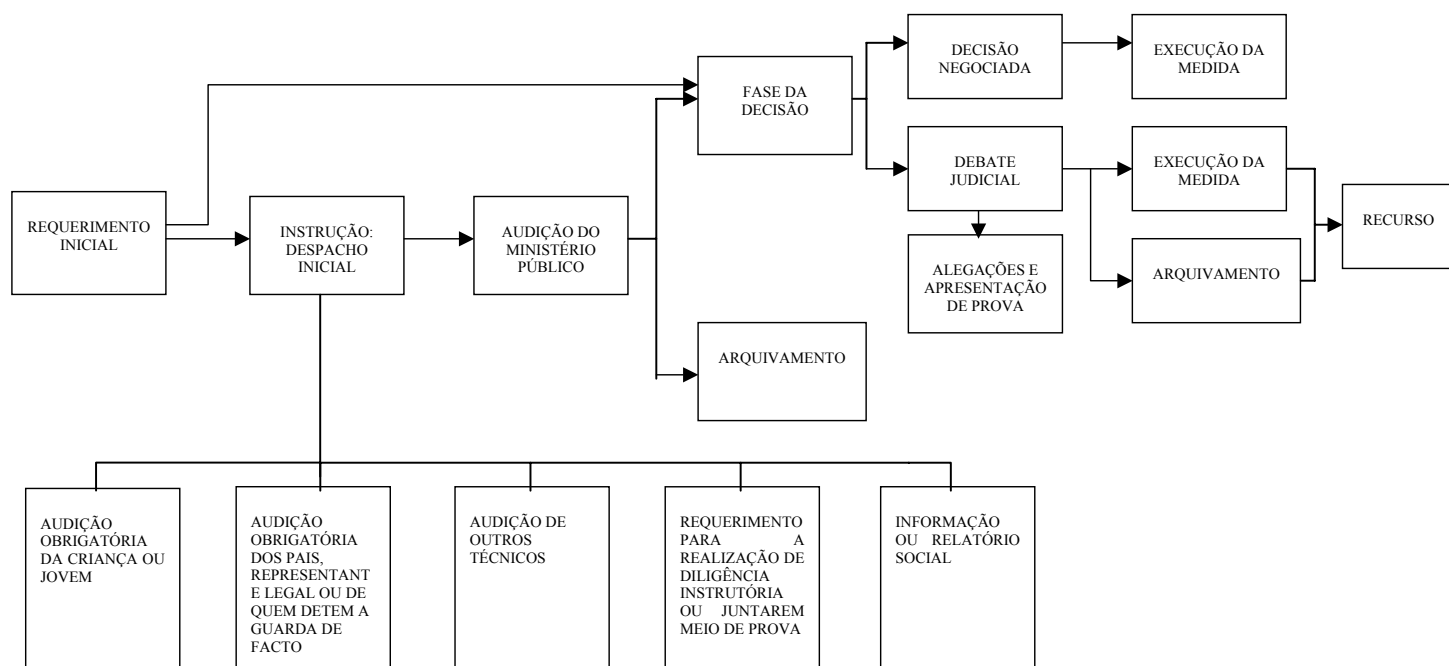 REQUERIMENTO
INICIAL
INSTRUÇÃO:
DESPACHO
INICIAL
AUDIÇÃO DO
MINISTÉRIO
PÚBLICO
FASE DA
DECISÃO
ARQUIVAMENTO
DECISÃO
NEGOCIADA
EXECUÇÃO DA
MEDIDA
DEBATE
JUDICIAL
EXECUÇÃO DA
MEDIDA
ALEGAÇÕES E
APRESENTAÇÃO
DE PROVA
ARQUIVAMENTO
RECURSO
AUDIÇÃO
OBRIGATÓRIA
DA CRIANÇA OU
JOVEM
AUDIÇÃO
OBRIGATÓRIA
DOS PAIS,
REPRESENTANT
E LEGAL OU DE
QUEM DETEM A
GUARDA DE
FACTO
AUDIÇÃO DE
OUTROS
TÉCNICOS
REQUERIMENTO
PARA A
REALIZAÇÃO DE
DILIGÊNCIA
INSTRUTÓRIA
OU JUNTAREM
MEIO DE PROVA
INFORMAÇÃO
OU RELATÓRIO
SOCIAL